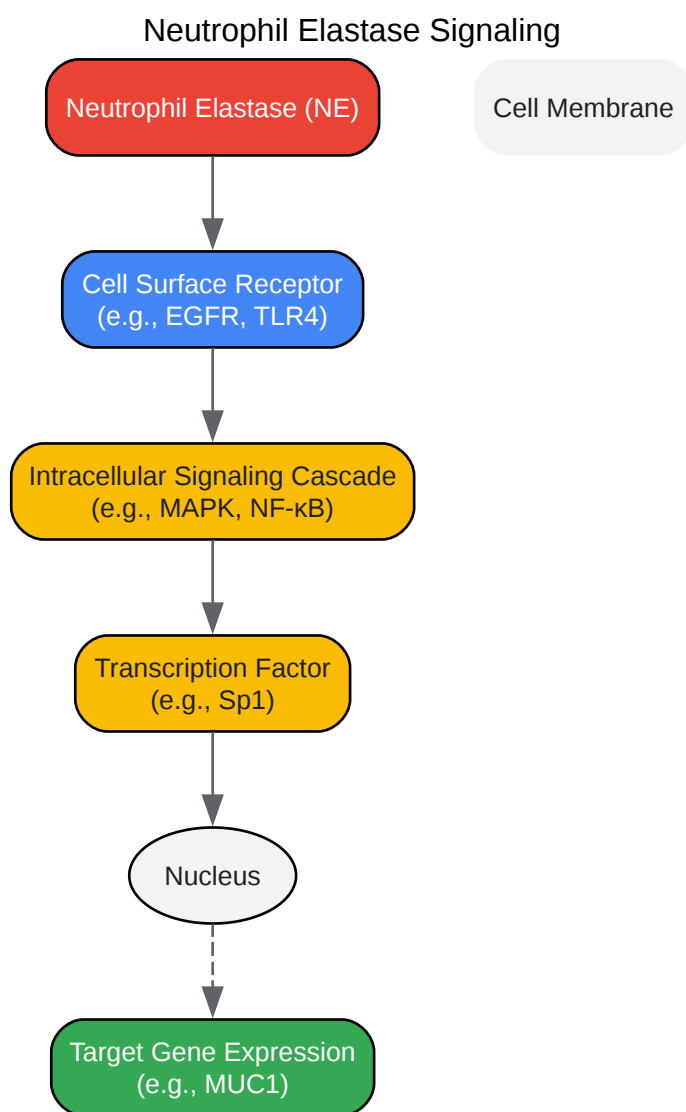 Neutrophil Elastase Signaling
Neutrophil Elastase (NE)
Cell Membrane
Cell Surface Receptor
(e.g., EGFR, TLR4)
Intracellular Signaling Cascade
(e.g., MAPK, NF-κB)
Transcription Factor
(e.g., Sp1)
Nucleus
Target Gene Expression
(e.g., MUC1)